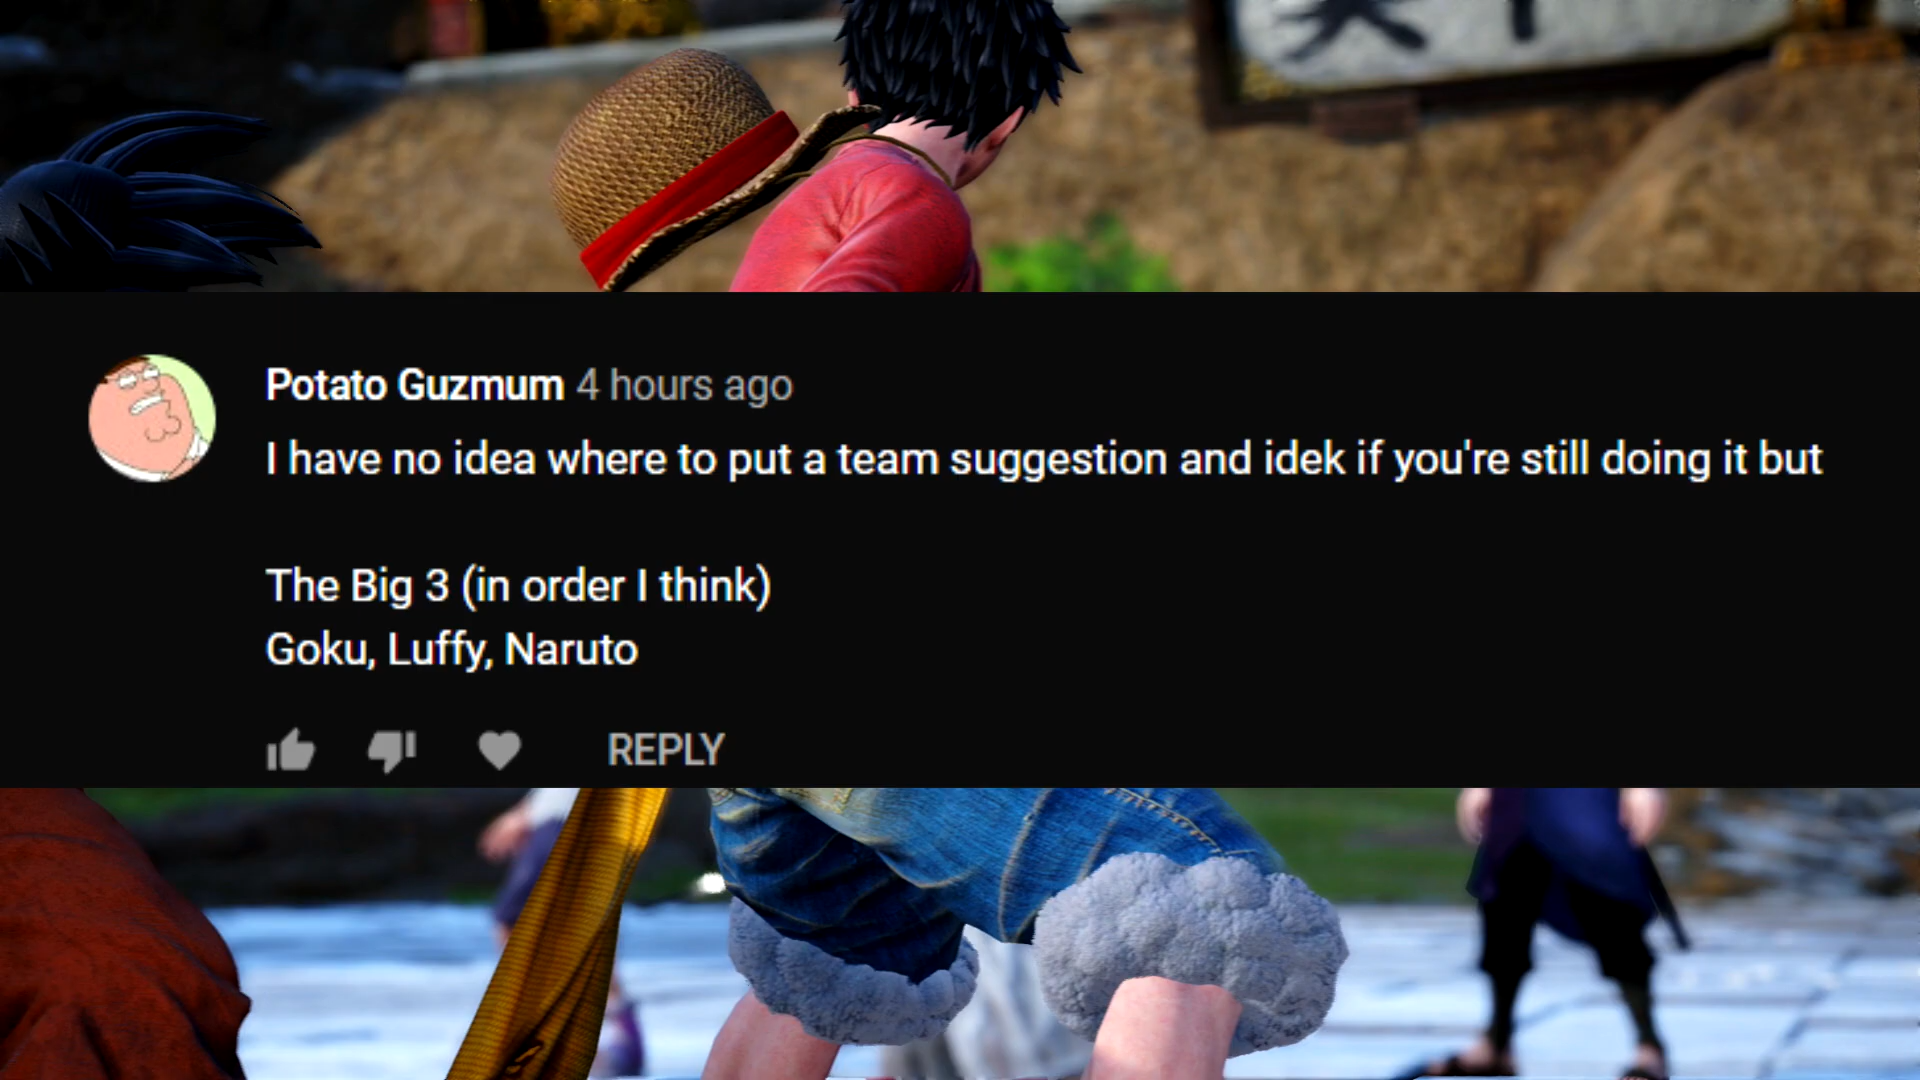 Potato Guzmum 4 hours ago
I have no idea where to put a team suggestion and idek if you're still doing it but
The Big 3 (in order I think)
Goku, Luffy, Naruto
REPLY